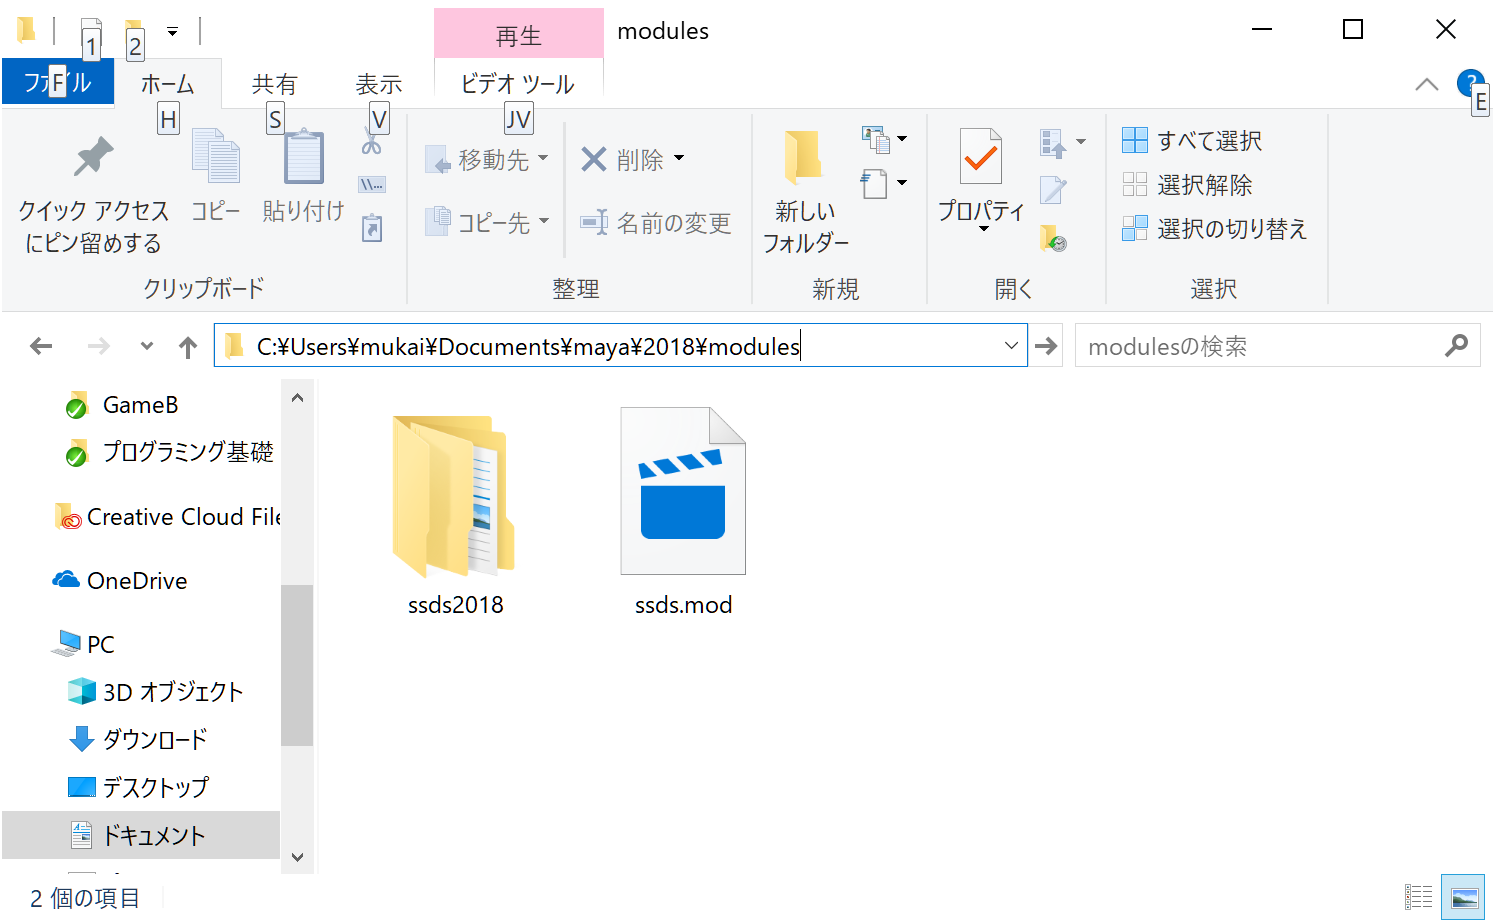 1
2
再生
modules
ファイル
F
ホーム
共有
表示
ビデオ ツール
H
S
V
JV
?
E
クイック アクセス
にピン留めする
コピー
貼り付け
クリップボード
移動先
コピー先
削除
名前の変更
整理
新しい
フォルダー
新規
プロパティ
開く
すべて選択
選択解除
選択の切り替え
選択
C:¥Users¥mukai¥Documents¥maya¥2018¥modules
modulesの検索
GameB
プログラミング基礎
Creative Cloud File
OneDrive
PC
3D オブジェクト
ダウンロード
デスクトップ
ドキュメント
ssds2018
ssds.mod
2 個の項目